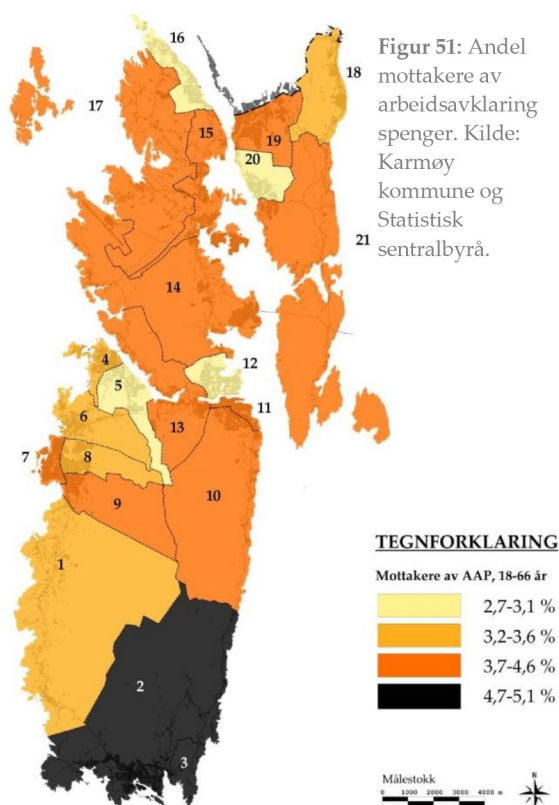 16
Figur 51: Andel
mottakere av
arbeidsavklaring
spenger. Kilde:
Karmøy
kommune og
Statistisk
sentralbyrå.
18
17
15
19
20
21
14
4
12
5
6
11
13
7
8
10
9
1
2
3
TEGNFORKLARING
Mottakere av AAP, 18-66 år
2,7-3,1 %
3,2-3,6 %
3,7-4,6 %
4,7-5,1 %
Målestokk
0 1000 2000 3000 4000 m
N